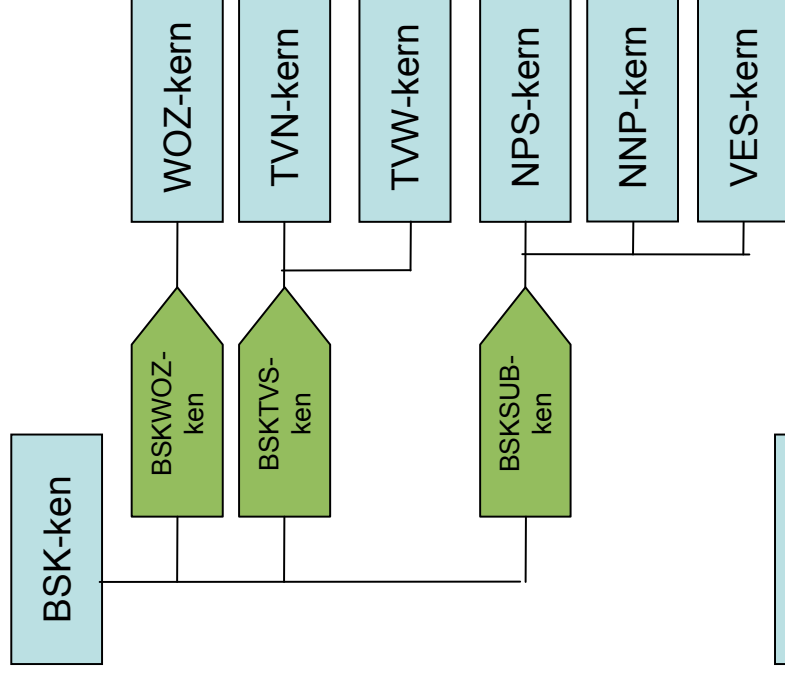 BSK-ken
BSKWOZ-
ken
WOZ-kern
BSKTVS-
ken
TVN-kern
TVW-kern
BSKSUB-
ken
NPS-kern
NNP-kern
VES-kern